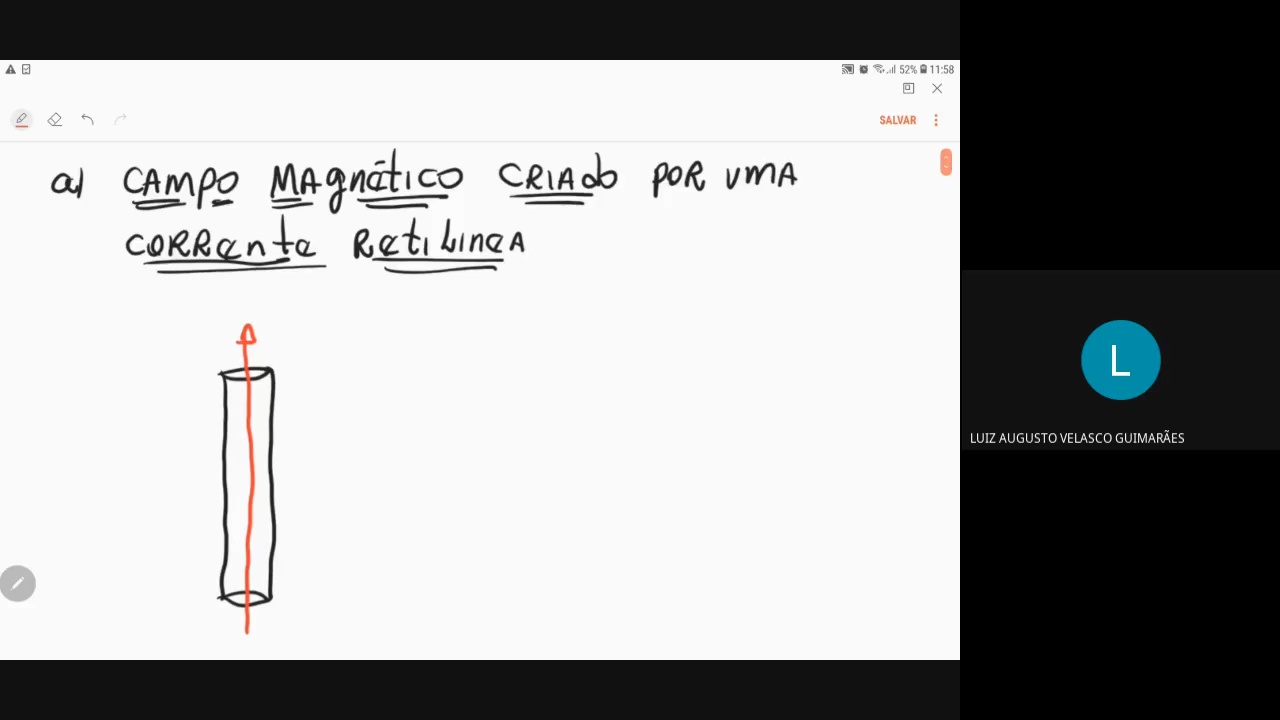 52% 11:58
SALVAR
a) CAMPO MAGNÉTICO CRIADO POR UMA
CORRENTE RETILINEA
L
LUIZ AUGUSTO VELASCO GUIMARÃES